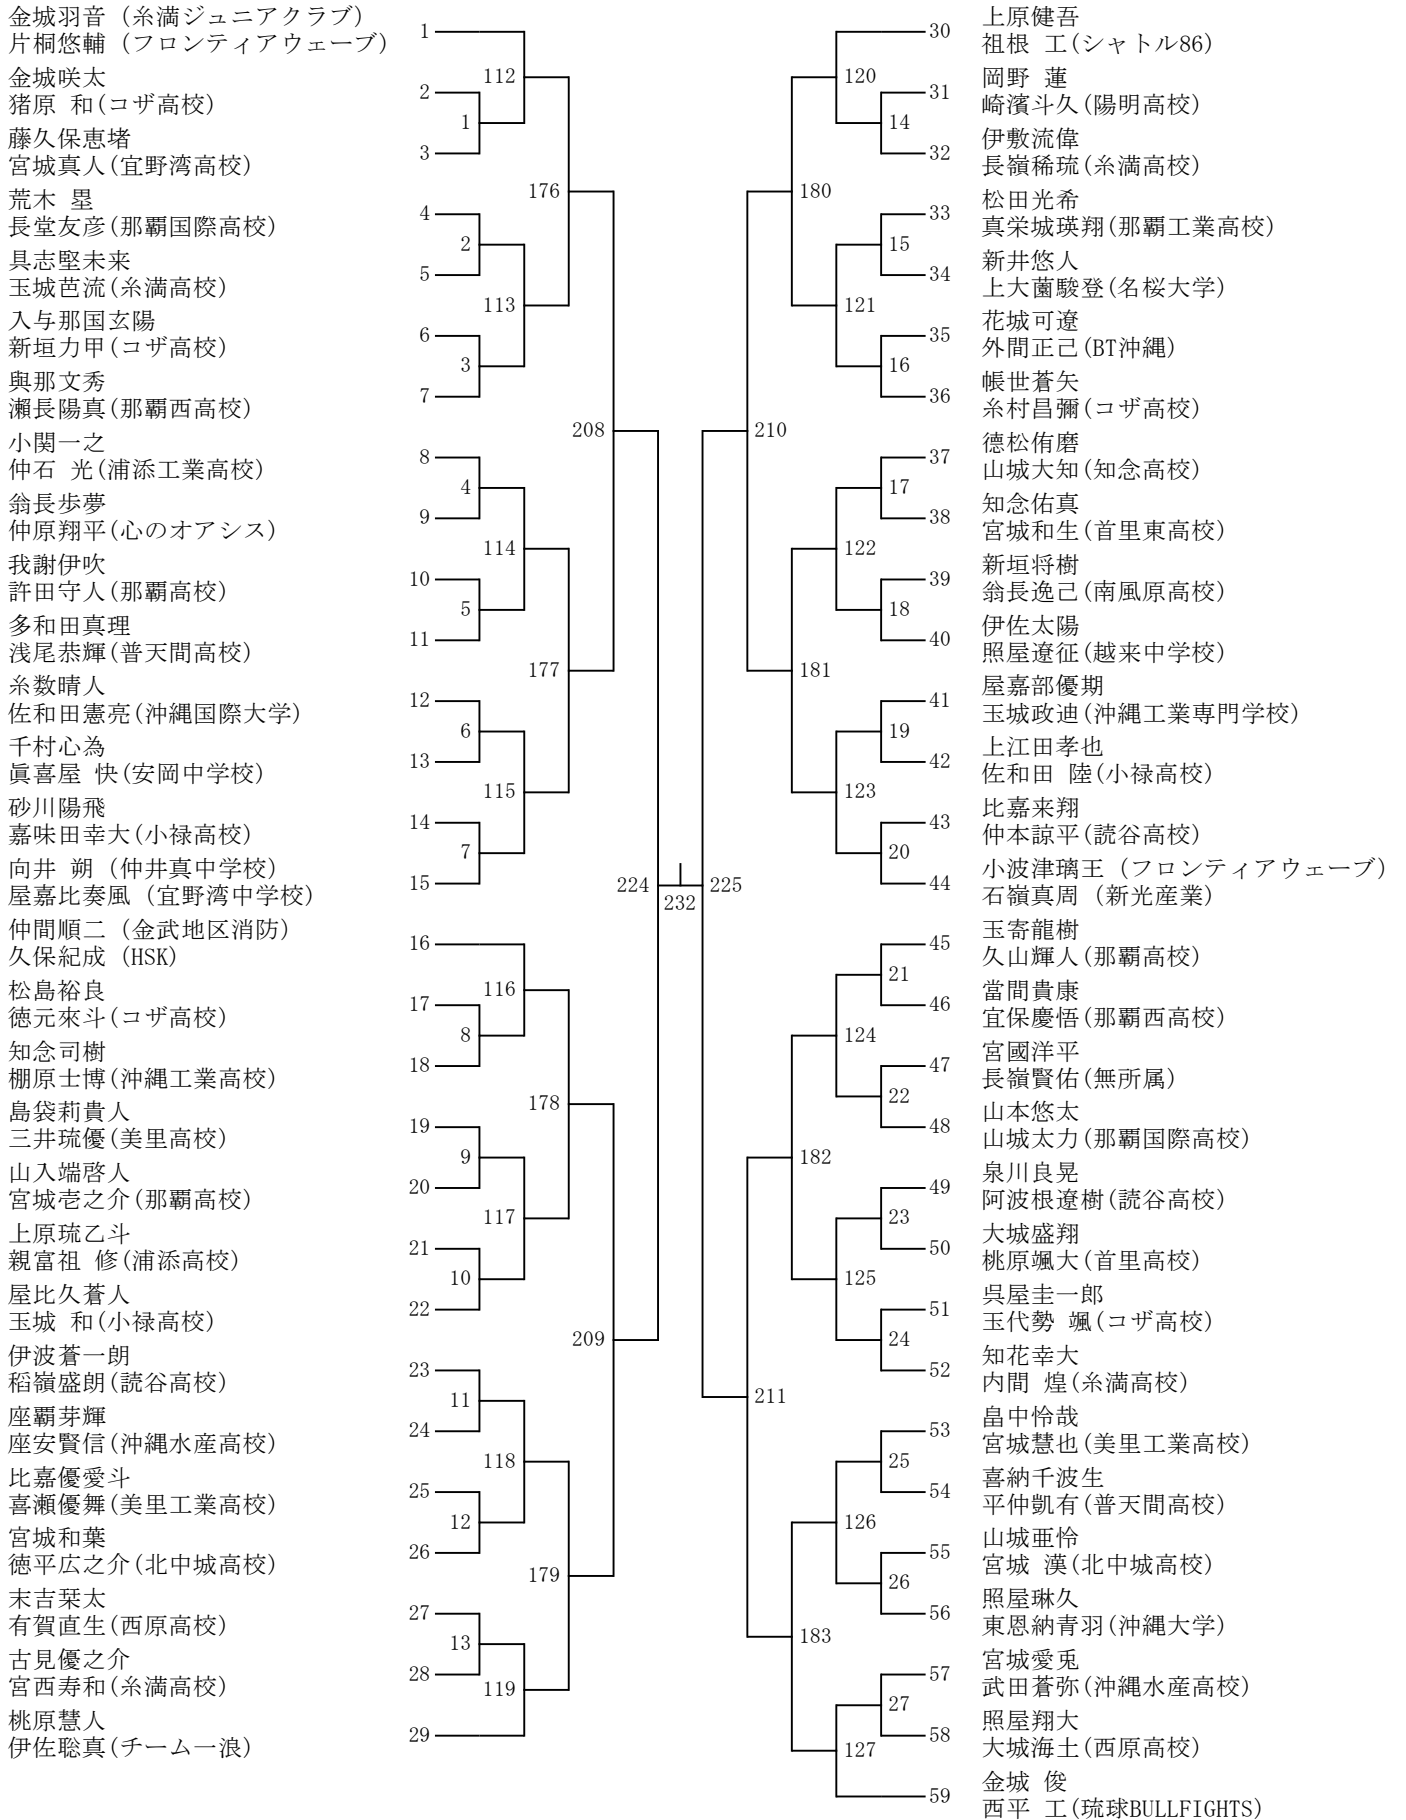 金城羽音 (糸満ジュニアクラブ)
片桐悠輔 (フロンティアウェーブ)
1
金城咲太
猪原 和(コザ高校)
2
藤久保恵堵
宮城真人(宜野湾高校)
3
荒木 塁
長堂友彦(那覇国際高校)
4
具志堅未来
玉城芭流(糸満高校)
5
入与那国玄陽
新垣力甲(コザ高校)
6
與那文秀
瀬長陽真(那覇西高校)
7
小関一之
仲石 光(浦添工業高校)
8
翁長歩夢
仲原翔平(心のオアシス)
9
我謝伊吹
許田守人(那覇高校)
10
多和田真理
浅尾恭輝(普天間高校)
11
糸数晴人
佐和田憲亮(沖縄国際大学)
12
千村心為
眞喜屋 快(安岡中学校)
13
砂川陽飛
嘉味田幸大(小禄高校)
14
向井 朔 (仲井真中学校)
屋嘉比奏風 (宜野湾中学校)
15
仲間順二 (金武地区消防)
久保紀成 (HSK)
16
松島裕良
徳元來斗(コザ高校)
17
知念司樹
棚原士博(沖縄工業高校)
18
島袋莉貴人
三井琉優(美里高校)
19
山入端啓人
宮城壱之介(那覇高校)
20
上原琉乙斗
親富祖 修(浦添高校)
21
屋比久蒼人
玉城 和(小禄高校)
22
伊波蒼一朗
稻嶺盛朗(読谷高校)
23
座覇芽輝
座安賢信(沖縄水産高校)
24
比嘉優愛斗
喜瀬優舞(美里工業高校)
25
宮城和葉
徳平広之介(北中城高校)
26
末吉琹太
有賀直生(西原高校)
27
古見優之介
宮西寿和(糸満高校)
28
桃原慧人
伊佐聡真(チーム一浪)
29
112
1
176
2
113
3
208
4
114
5
177
6
115
7
224
116
8
178
9
117
10
209
11
118
12
179
13
119
232
225
120
14
180
15
121
16
210
17
122
18
181
19
123
20
21
124
22
182
23
125
24
211
25
126
26
183
27
127
30
上原健吾
祖根 工(シャトル86)
31
岡野 蓮
崎濱斗久(陽明高校)
32
伊敷流偉
長嶺稀琉(糸満高校)
33
松田光希
真栄城瑛翔(那覇工業高校)
34
新井悠人
上大薗駿登(名桜大学)
35
花城可遼
外間正己(BT沖縄)
36
帳世蒼矢
糸村昌彌(コザ高校)
37
德松侑磨
山城大知(知念高校)
38
知念佑真
宮城和生(首里東高校)
39
新垣将樹
翁長逸己(南風原高校)
40
伊佐太陽
照屋遼征(越来中学校)
41
屋嘉部優期
玉城政迪(沖縄工業専門学校)
42
上江田孝也
佐和田 陸(小禄高校)
43
比嘉来翔
仲本諒平(読谷高校)
44
小波津璃王 (フロンティアウェーブ)
石嶺真周 (新光産業)
45
玉寄龍樹
久山輝人(那覇高校)
46
當間貴康
宜保慶悟(那覇西高校)
47
宮國洋平
長嶺賢佑(無所属)
48
山本悠太
山城太力(那覇国際高校)
49
泉川良晃
阿波根遼樹(読谷高校)
50
大城盛翔
桃原颯大(首里高校)
51
呉屋圭一郎
玉代勢 颯(コザ高校)
52
知花幸大
内間 煌(糸満高校)
53
畠中怜哉
宮城慧也(美里工業高校)
54
喜納千波生
平仲凱有(普天間高校)
55
山城亜怜
宮城 漢(北中城高校)
56
照屋琳久
東恩納青羽(沖縄大学)
57
宮城愛兎
武田蒼弥(沖縄水産高校)
58
照屋翔大
大城海土(西原高校)
59
金城 俊
西平 工(琉球BULLFIGHTS)